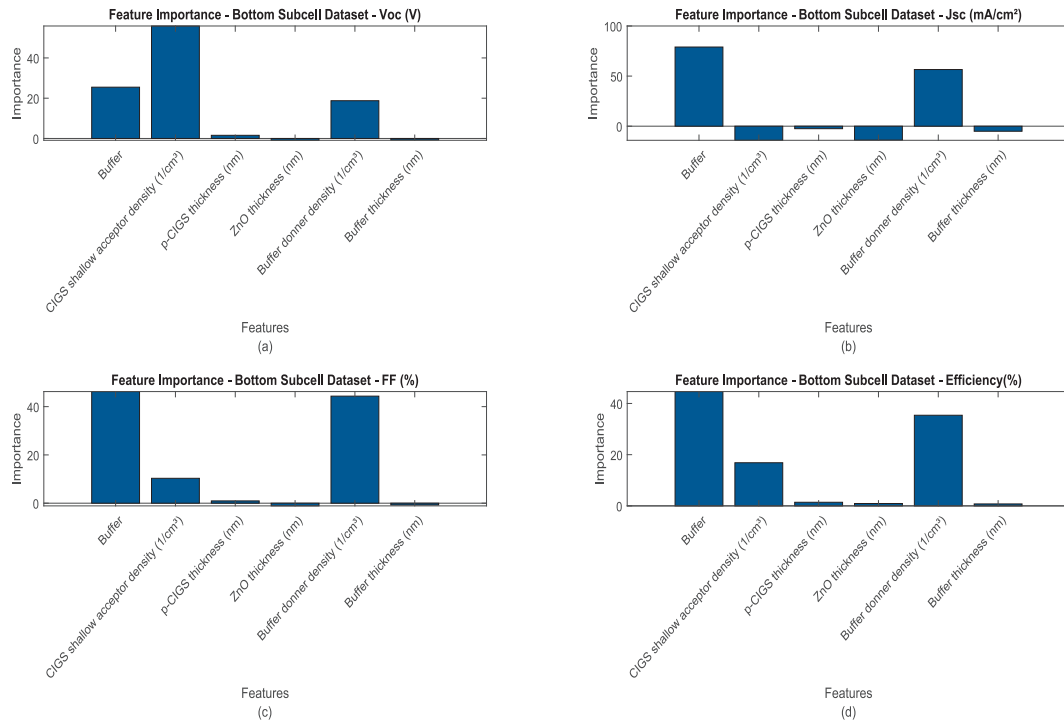 Feature Importance - Bottom Subcell Dataset - Voc (V)
Importance
40
20
0
Buffer
CIGS shallow acceptor density (1/cm³)
p-CIGS thickness (nm)
ZnO thickness (nm)
Buffer donner density (1/cm³)
Buffer thickness (nm)
Features
(a)
Feature Importance - Bottom Subcell Dataset - Jsc (mA/cm²)
Importance
100
50
0
Buffer
CIGS shallow acceptor density (1/cm³)
p-CIGS thickness (nm)
ZnO thickness (nm)
Buffer donner density (1/cm³)
Buffer thickness (nm)
Features
(b)
Feature Importance - Bottom Subcell Dataset - FF (%)
Importance
40
20
0
Buffer
CIGS shallow acceptor density (1/cm³)
p-CIGS thickness (nm)
ZnO thickness (nm)
Buffer donner density (1/cm³)
Buffer thickness (nm)
Features
(c)
Feature Importance - Bottom Subcell Dataset - Efficiency(%)
Importance
40
20
0
Buffer
CIGS shallow acceptor density (1/cm³)
p-CIGS thickness (nm)
ZnO thickness (nm)
Buffer donner density (1/cm³)
Buffer thickness (nm)
Features
(d)